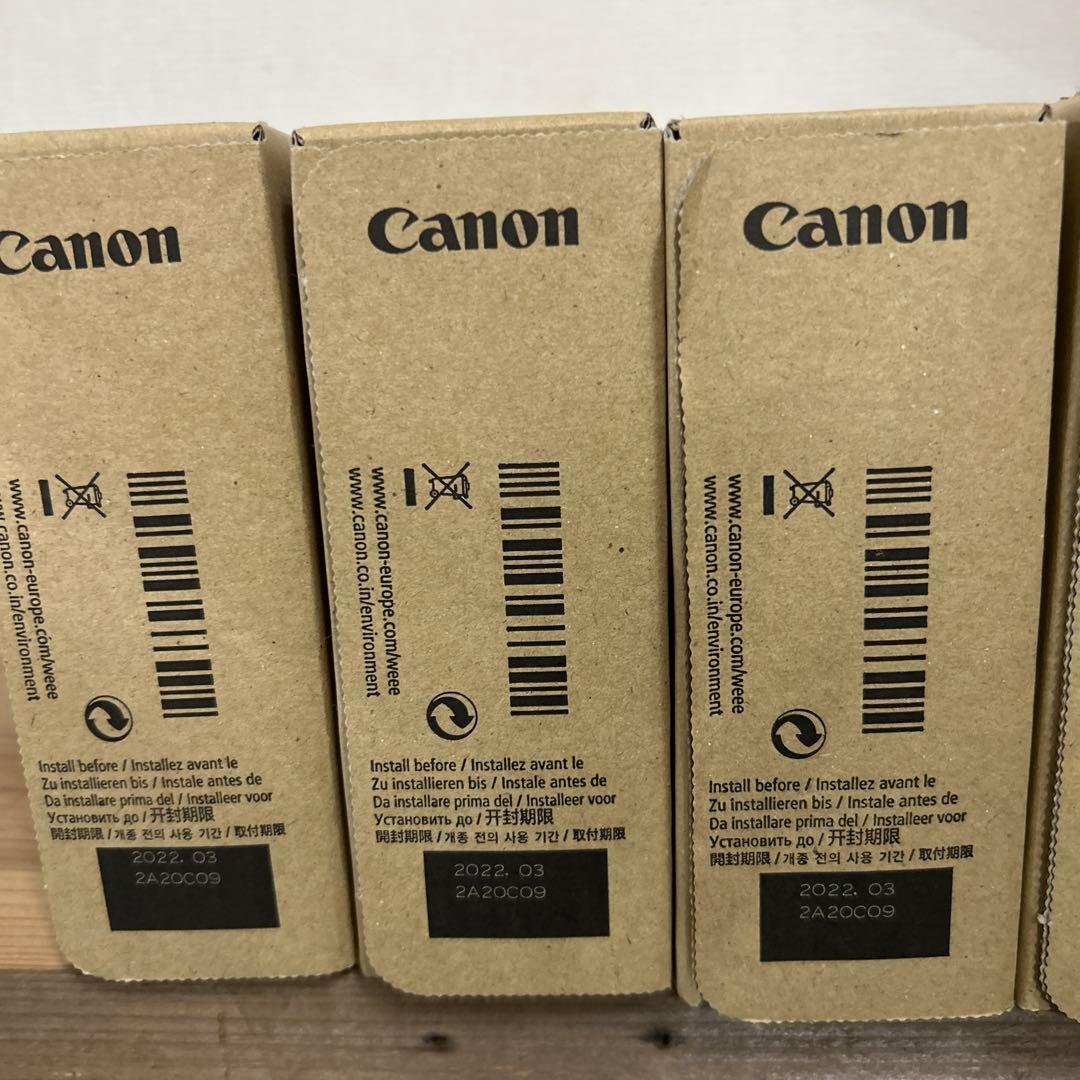 Canon
www.canon-europe.com/weee
www.canon.co.in/environment
Install before / Installez avant le
Zu installieren bis / Instale antes de
Da installare prima del / Installeer voor
Установить до / 开封期限
開封期限 / 개종 전의 사용 기간 / 取付期限
2022. 03
2A20C09
Canon
www.canon-europe.com/weee
www.canon.co.in/environment
Install before / Installez avant le
Zu installieren bis / Instale antes de
Da installare prima del / Installeer voor
Установить до / 开封期限
開封期限 / 개종 전의 사용 기간 / 取付期限
2022. 03
2A20C09
Canon
www.canon-europe.com/weee
www.canon.co.in/environment
Install before / Installez avant le
Zu installieren bis / Instale antes de
Da installare prima del / Installeer voor
Установить до / 开封期限
開封期限 / 개종 전의 사용 기간 / 取付期限
2022. 03
2A20C09